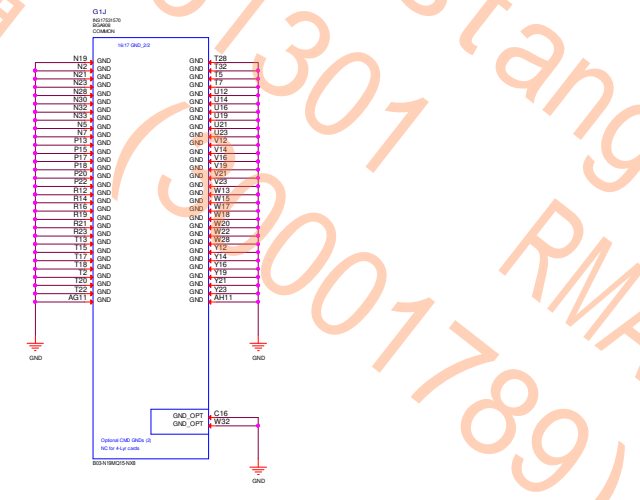 G1J
INS17531570
BGA908
COMMON
16/17 GND_2/2
N19 GND GND T28
N2 GND GND T32
N21 GND GND T5
N23 GND GND T7
N28 GND GND U12
N30 GND GND U14
N32 GND GND U16
N33 GND GND U19
N5 GND GND U21
N7 GND GND U23
P13 GND GND V12
P15 GND GND V14
P17 GND GND V16
P18 GND GND V19
P20 GND GND V21
P22 GND GND V23
R12 GND GND W13
R14 GND GND W15
R16 GND GND W17
R19 GND GND W18
R21 GND GND W20
R23 GND GND W22
T13 GND GND W28
T15 GND GND Y12
T17 GND GND Y14
T18 GND GND Y16
T2 GND GND Y19
T20 GND GND Y21
T22 GND GND Y23
AG11 GND GND AH11
GND GND
GND_OPT C16
GND_OPT W32
Optional CMD GNDs (2)
NC for 4-Lyr cards
GND
1301
stang
(30001789)
RMA